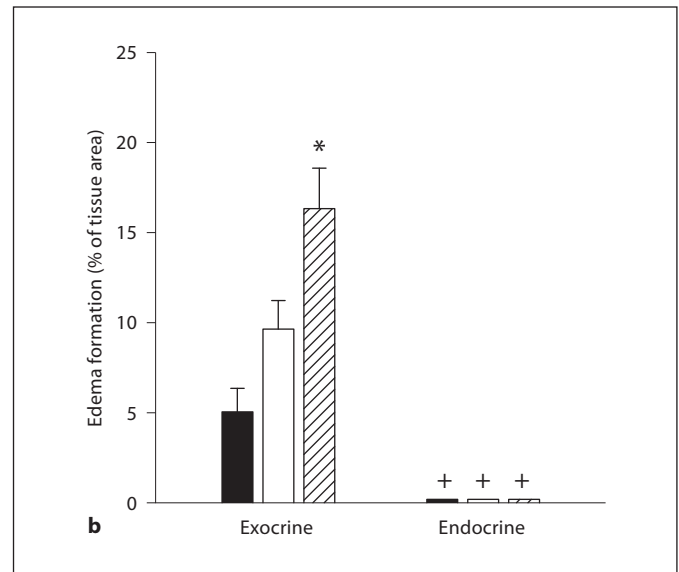 25
20
15
10
5
0
Edema formation (% of tissue area)
*
+ + +
Exocrine Endocrine
b